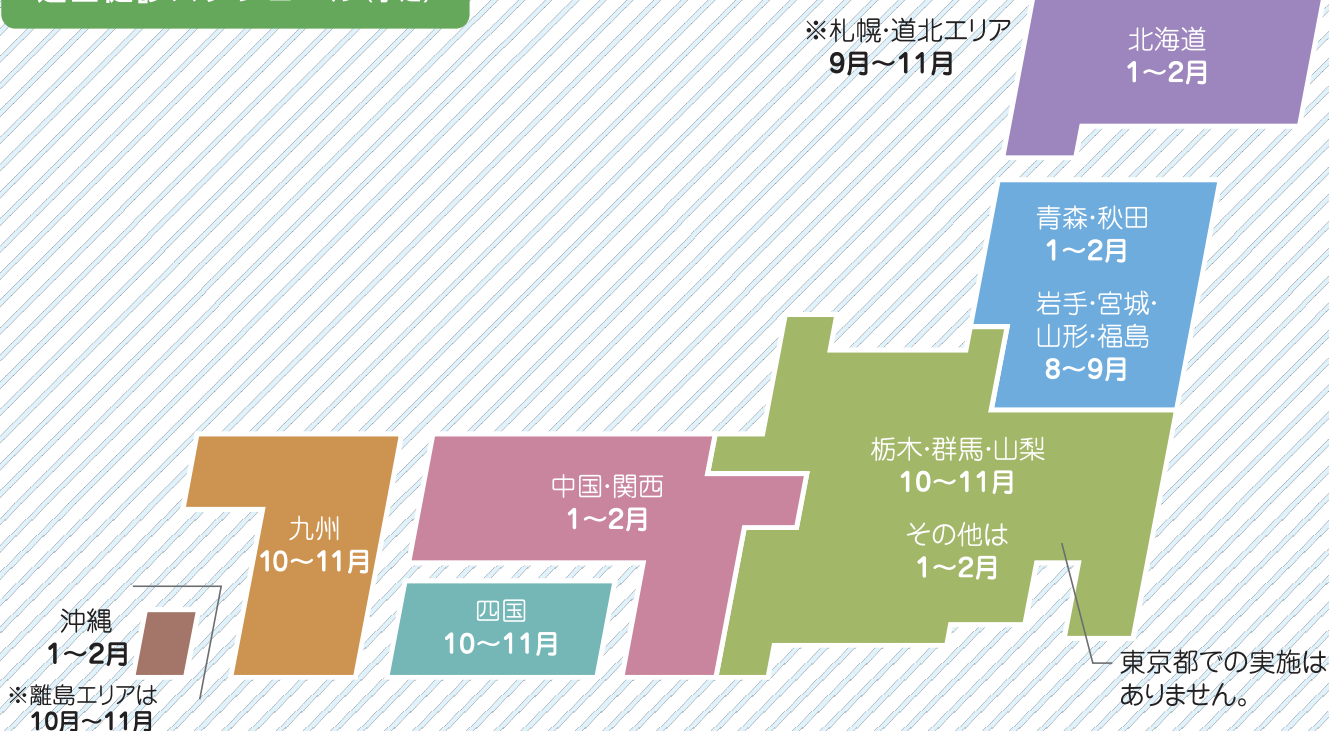 ※札幌・道北エリア
9月～11月
北海道
1～2月
青森・秋田
1～2月
岩手・宮城・
山形・福島
8～9月
栃木・群馬・山梨
10～11月
その他は
1～2月
中国・関西
1～2月
九州
10～11月
四国
10～11月
沖縄
1～2月
※離島エリアは
10月～11月
東京都での実施は
ありません。